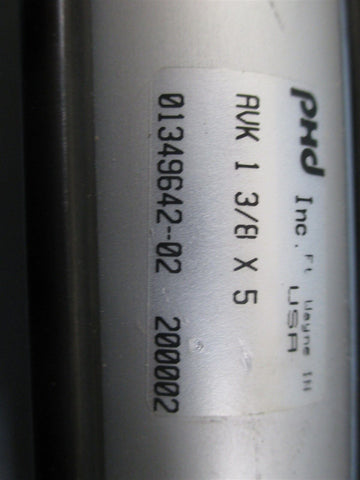 PHD Inc. Ft. Wayne IN
USA
AVK 1 3/8 X 5
01349642-02 200002